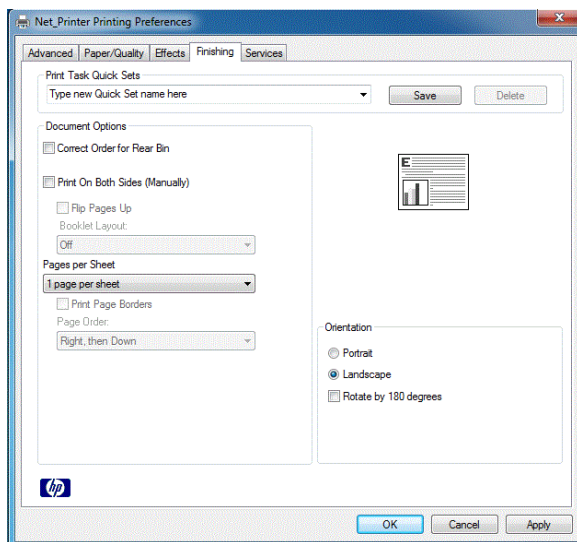 Net_Printer Printing Preferences
Advanced Paper/Quality Effects Finishing Services
Print Task Quick Sets
Type new Quick Set name here Save Delete
Document Options
Correct Order for Rear Bin
Print On Both Sides (Manually)
Flip Pages Up
Booklet Layout:
Off
Pages per Sheet
1 page per sheet
Print Page Borders
Page Order:
Right, then Down
E
Orientation
Portrait
Landscape
Rotate by 180 degrees
hp
OK Cancel Apply